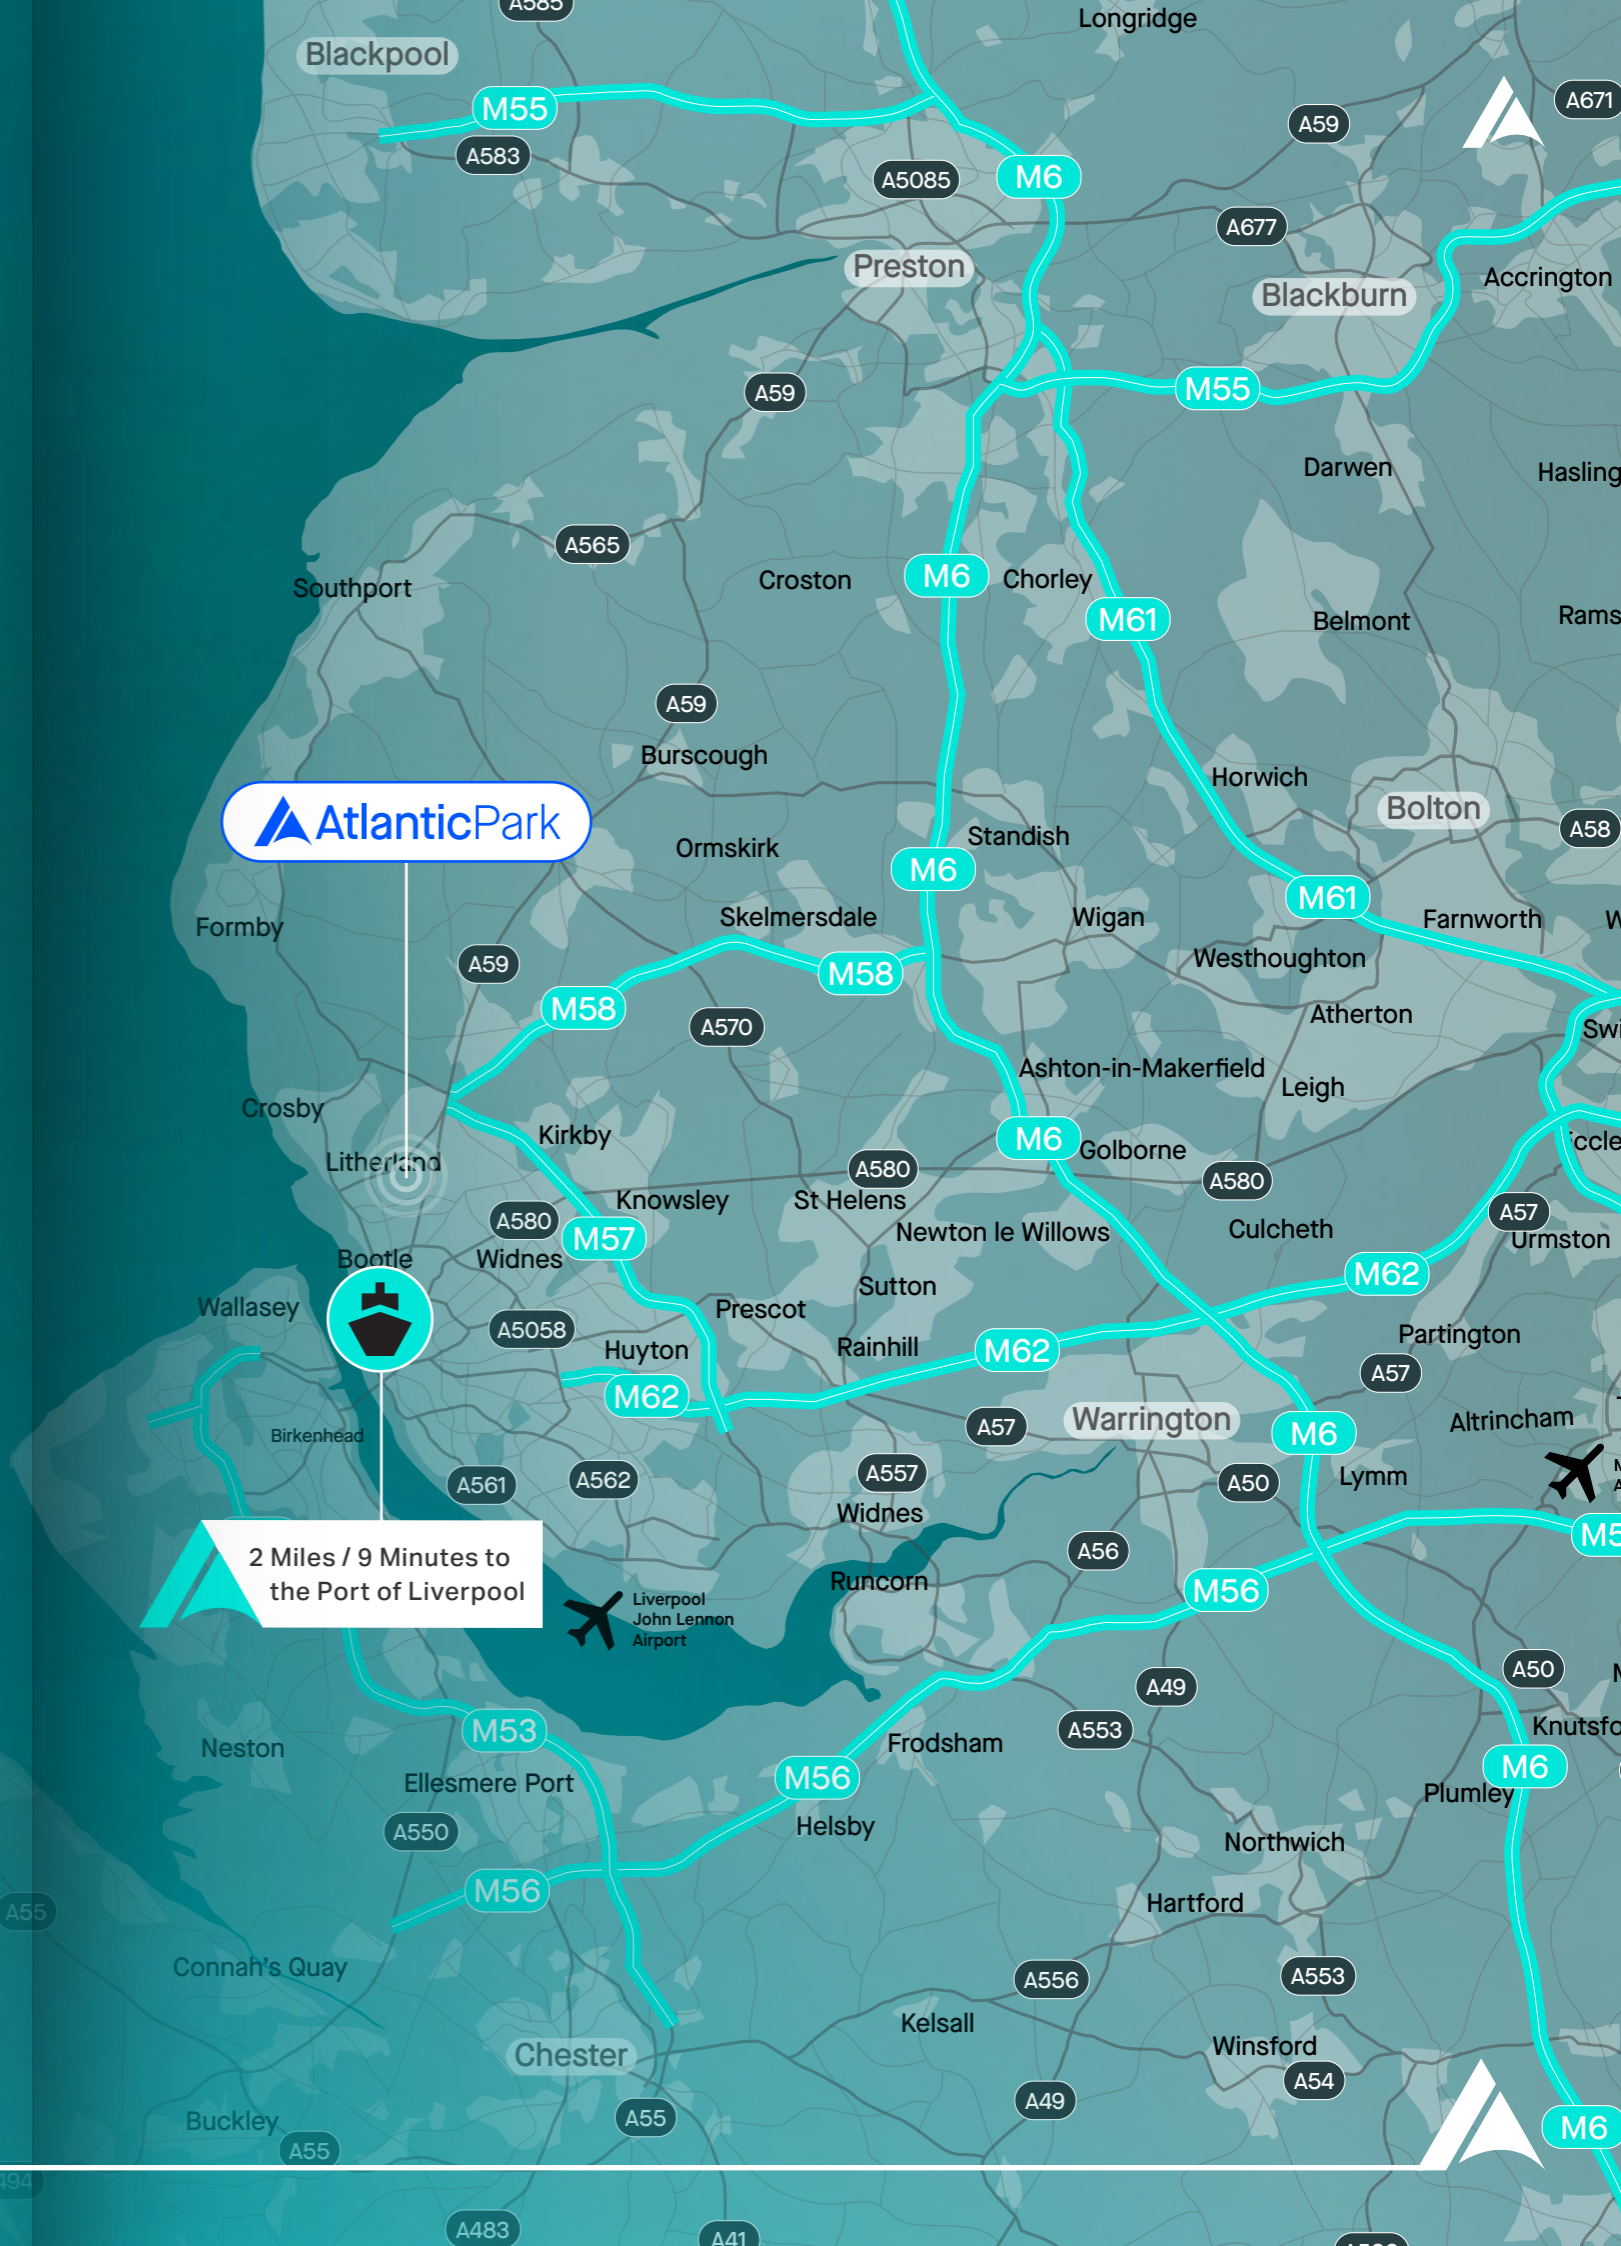 A585
Longridge
Blackpool
M55
A583
A59
A671
A5085
M6
A677
Preston
Blackburn
Accrington
A59
M55
Darwen
A565
Southport
Croston
M6
Chorley
M61
Belmont
A59
Burscough
Horwich
AtlanticPark
Bolton
A58
Ormskirk
Standish
M6
M61
Formby
Skelmersdale
Wigan
Farnworth
A59
M58
Westhoughton
M58
A570
Atherton
Ashton-in-Makerfield
Leigh
Crosby
Kirkby
M6
Golborne
Litherland
A580
A580
Knowsley
St Helens
A580
M57
Newton le Willows
Culcheth
A57
Urmston
Bootle
Widnes
M62
Wallasey
Sutton
Prescot
A5058
Huyton
Rainhill
M62
Partington
A57
M62
Birkenhead
A57
Warrington
M6
Altrincham
A561
A562
A557
Widnes
A50
Lymm
2 Miles / 9 Minutes to
the Port of Liverpool
A56
Runcorn
M56
Liverpool
John Lennon
Airport
A50
A49
M53
A553
Neston
Frodsham
M6
Ellesmere Port
M56
Plumley
A550
Helsby
Northwich
M56
Hartford
A55
Connah's Quay
A556
A553
Kelsall
Winsford
Chester
A54
A49
Buckley
A55
A55
M6
A483
A41